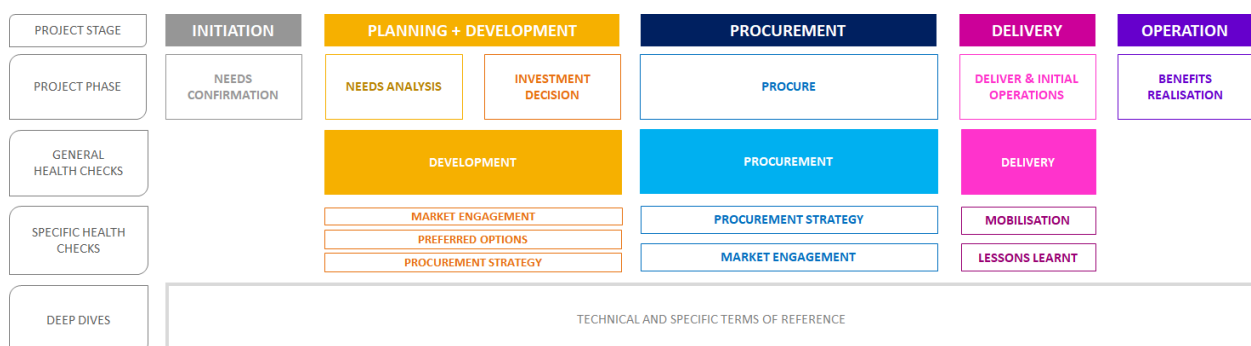 PROJECT STAGE
INITIATION
PLANNING + DEVELOPMENT
PROCUREMENT
DELIVERY
OPERATION
PROJECT PHASE
NEEDS
CONFIRMATION
NEEDS ANALYSIS
INVESTMENT
DECISION
PROCURE
DELIVER & INITIAL
OPERATIONS
BENEFITS
REALISATION
GENERAL
HEALTH CHECKS
DEVELOPMENT
PROCUREMENT
DELIVERY
SPECIFIC HEALTH
CHECKS
MARKET ENGAGEMENT
PREFERRED OPTIONS
PROCUREMENT STRATEGY
PROCUREMENT STRATEGY
MARKET ENGAGEMENT
MOBILISATION
LESSONS LEARNT
DEEP DIVES
TECHNICAL AND SPECIFIC TERMS OF REFERENCE